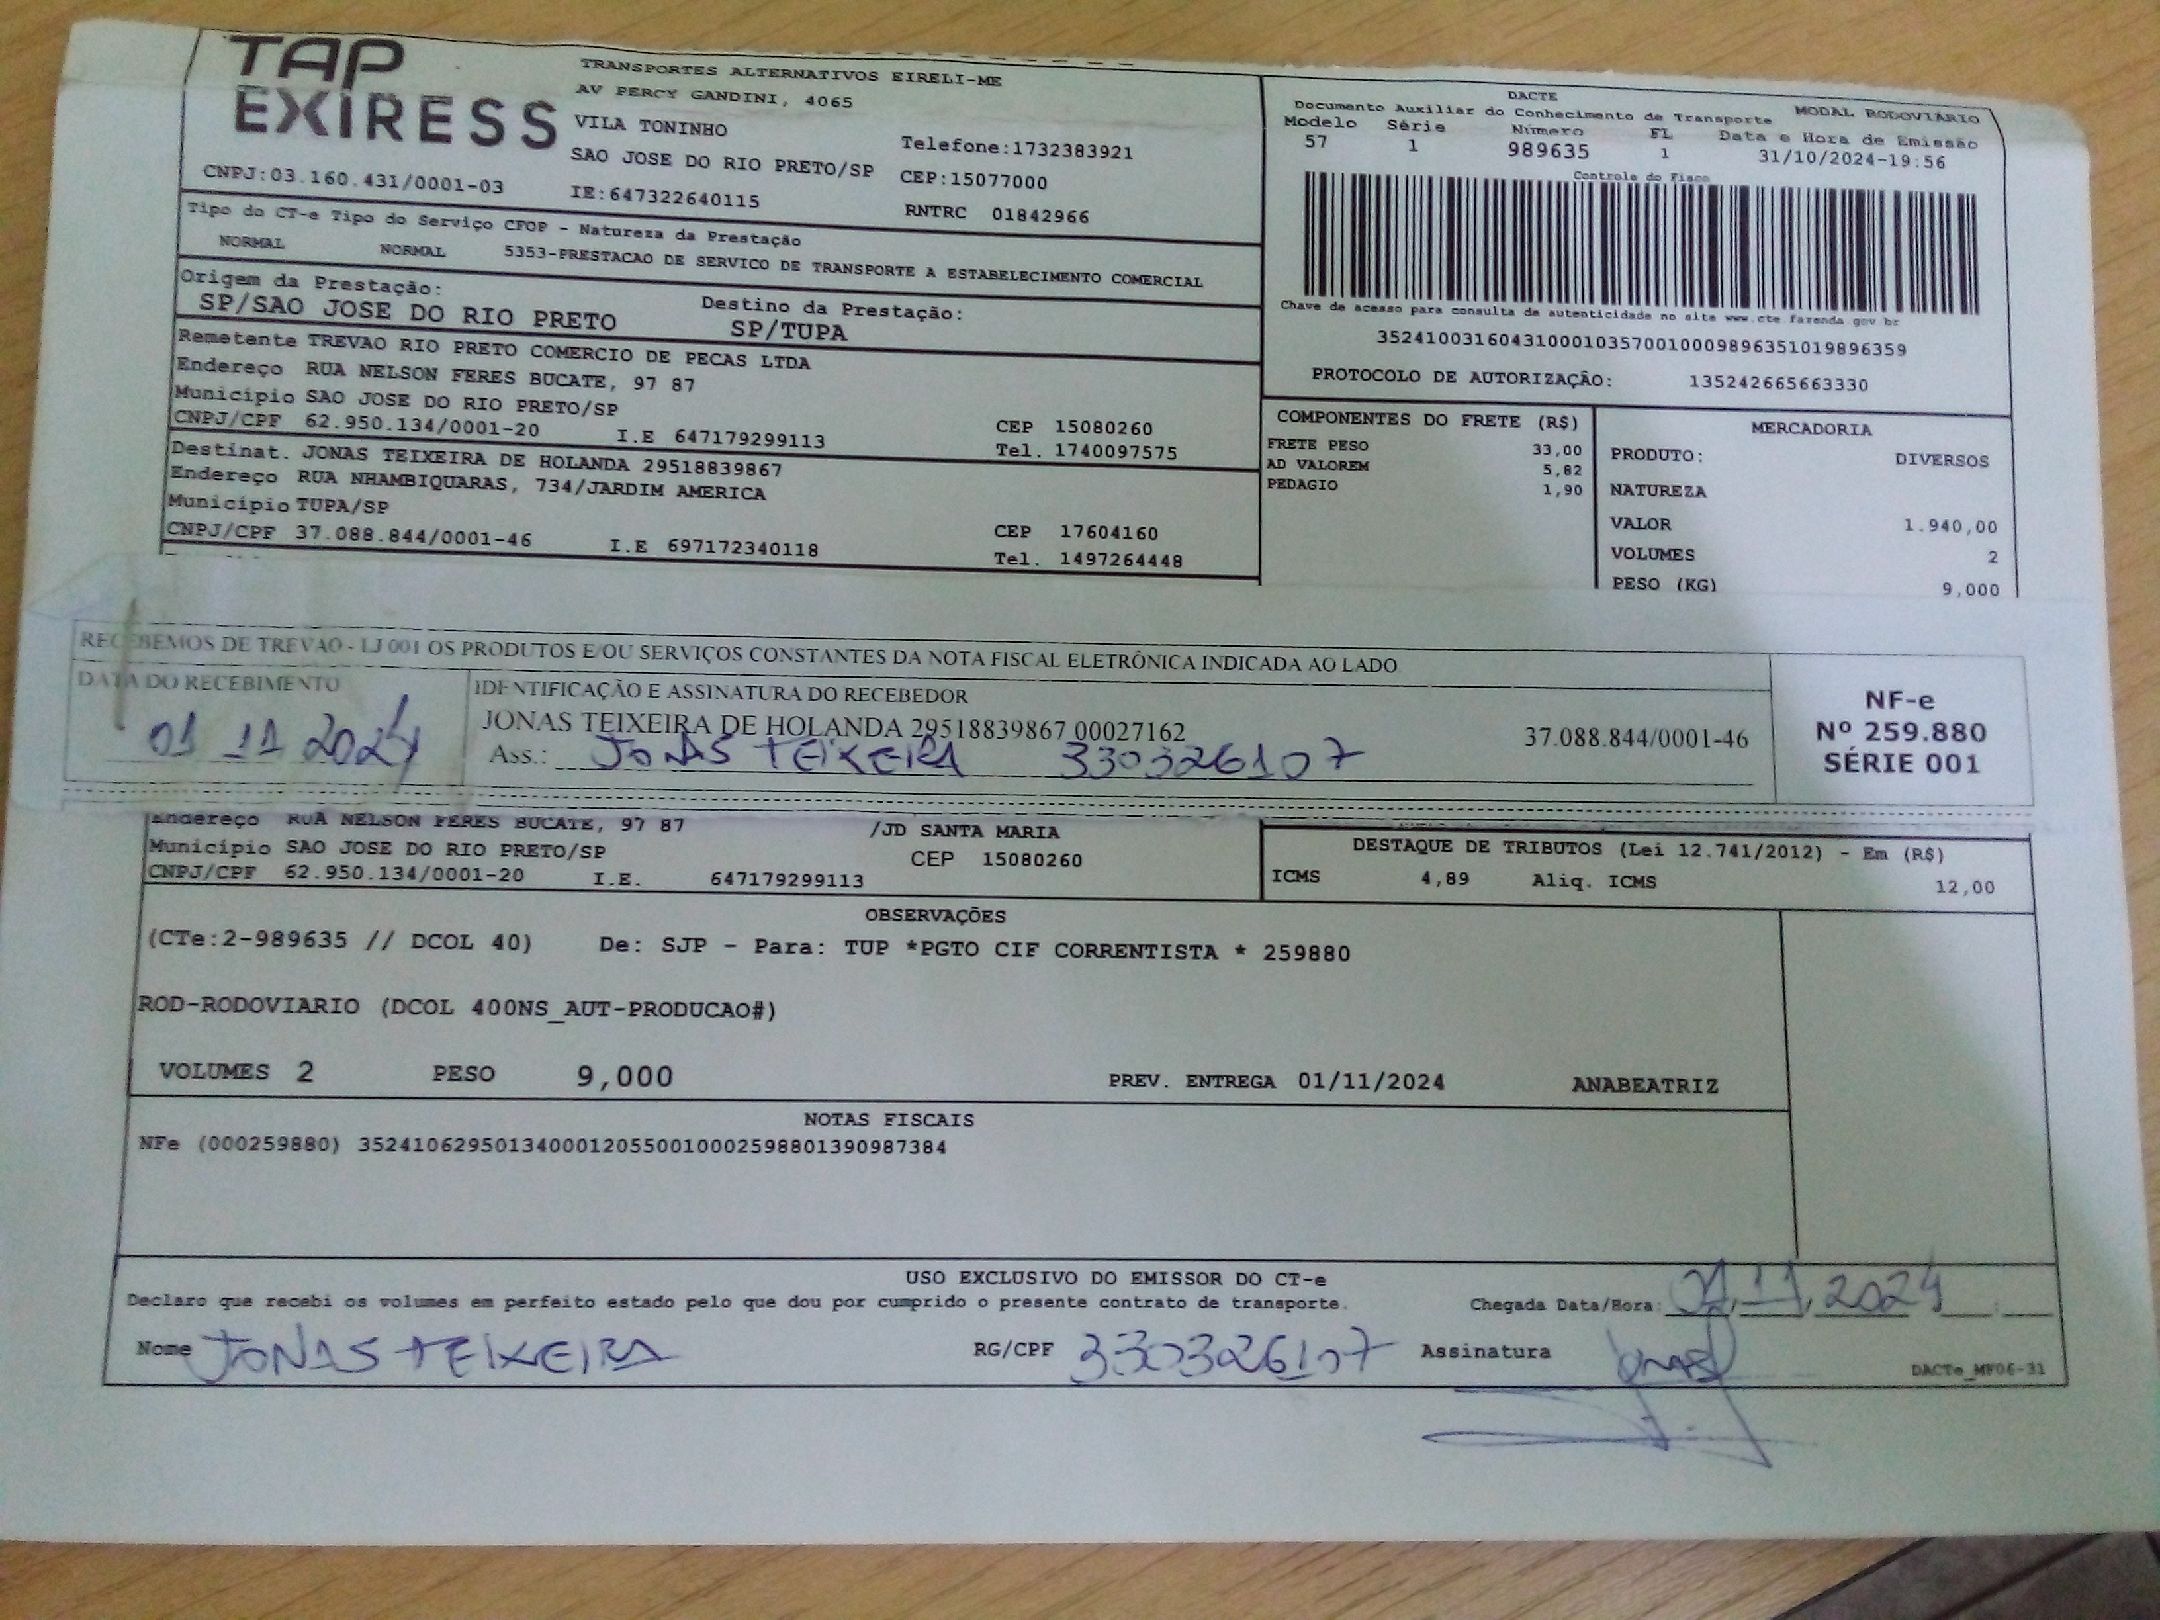 TAP
EXIRESS
TRANSPORTES ALTERNATIVOS EIRELI-ME
AV PERCY GANDINI, 4065
VILA TONINHO
SAO JOSE DO RIO PRETO/SP
Telefone:1732383921
CEP:15077000
CNPJ:03.160.431/0001-03
IE:647322640115
RNTRC 01842966
DACTE
MODAL RODOVIÁRIO
Documento Auxiliar do Conhecimento de Transporte
Modelo Série Número FL Data e Hora de Emissão
57 1 989635 1 31/10/2024-19:56
Controle do Fisco
Chave de acesso para consulta de autenticidade no site www.cte.fazenda.gov.br
35241003160431000103570010009896351019896359
PROTOCOLO DE AUTORIZAÇÃO: 135242665663330
Tipo do CT-e Tipo do Serviço CFOP - Natureza da Prestação
NORMAL NORMAL 5353-PRESTACAO DE SERVICO DE TRANSPORTE A ESTABELECIMENTO COMERCIAL
Origem da Prestação: Destino da Prestação:
SP/SAO JOSE DO RIO PRETO SP/TUPA
Remetente TREVAO RIO PRETO COMERCIO DE PECAS LTDA
Endereço RUA NELSON FERES BUCATE, 97 87
Município SAO JOSE DO RIO PRETO/SP CEP 15080260
CNPJ/CPF 62.950.134/0001-20 I.E 647179299113 Tel. 1740097575
Destinat. JONAS TEIXEIRA DE HOLANDA 29518839867
Endereço RUA NHAMBIQUARAS, 734/JARDIM AMERICA
Município TUPA/SP CEP 17604160
CNPJ/CPF 37.088.844/0001-46 I.E 697172340118 Tel. 1497264448
COMPONENTES DO FRETE (R$)
FRETE PESO 33,00
AD VALOREM 5,82
PEDAGIO 1,90
MERCADORIA
PRODUTO: DIVERSOS
NATUREZA
VALOR 1.940,00
VOLUMES 2
PESO (KG) 9,000
RECEBEMOS DE TREVAO - LJ 001 OS PRODUTOS E/OU SERVIÇOS CONSTANTES DA NOTA FISCAL ELETRÔNICA INDICADA AO LADO
DATA DO RECEBIMENTO
01 11 2024
IDENTIFICAÇÃO E ASSINATURA DO RECEBEDOR
JONAS TEIXEIRA DE HOLANDA 29518839867 00027162 37.088.844/0001-46
Ass.: JONAS TEIXEIRA 330326107
NF-e
Nº 259.880
SÉRIE 001
Endereço RUA NELSON FERES BUCATE, 97 87 /JD SANTA MARIA
Município SAO JOSE DO RIO PRETO/SP CEP 15080260
CNPJ/CPF 62.950.134/0001-20 I.E. 647179299113
DESTAQUE DE TRIBUTOS (Lei 12.741/2012) - Em (R$)
ICMS 4,89 Aliq. ICMS 12,00
OBSERVAÇÕES
(CTe:2-989635 // DCOL 40) De: SJP - Para: TUP *PGTO CIF CORRENTISTA * 259880
ROD-RODOVIARIO (DCOL 400NS_AUT-PRODUCAO#)
VOLUMES 2 PESO 9,000 PREV. ENTREGA 01/11/2024 ANABEATRIZ
NOTAS FISCAIS
NFe (000259880) 35241062950134000120550010002598801390987384
USO EXCLUSIVO DO EMISSOR DO CT-e
Declaro que recebi os volumes em perfeito estado pelo que dou por cumprido o presente contrato de transporte. Chegada Data/Hora: 01, 11, 2024 :
Nome JONAS TEIXEIRA RG/CPF 330326107 Assinatura
DACTe_MF06-31